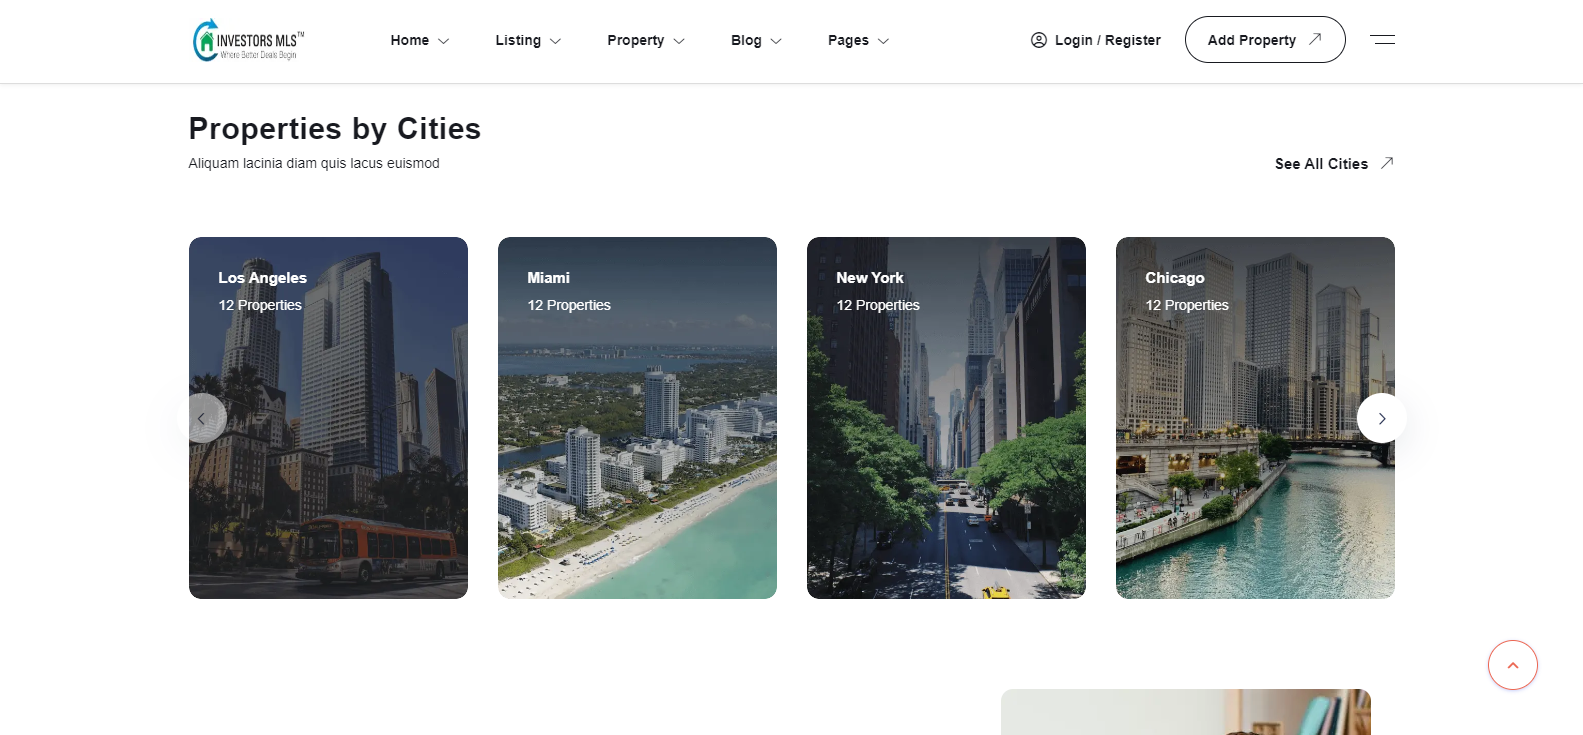 INVESTORS MLS™
Where Better Deals Begin
Home
Listing
Property
Blog
Pages
Login / Register
Add Property
Properties by Cities
Aliquam lacinia diam quis lacus euismod
See All Cities
Los Angeles
12 Properties
Miami
12 Properties
New York
12 Properties
Chicago
12 Properties